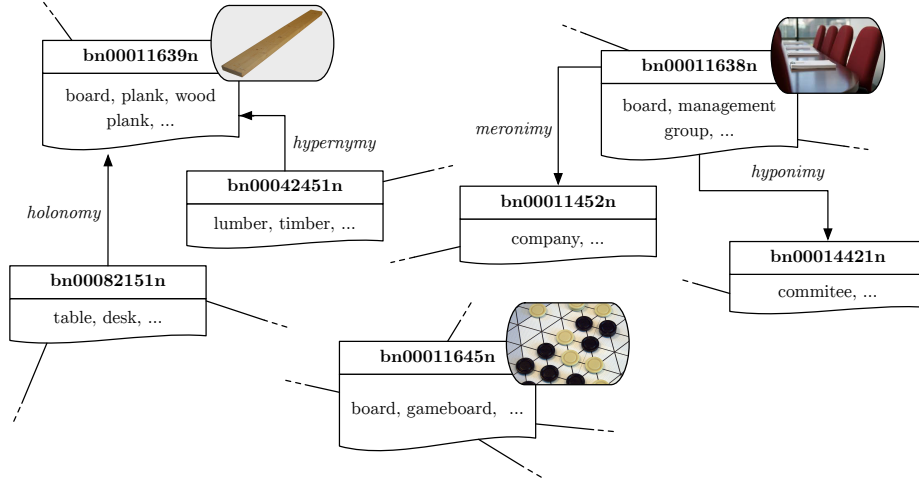 bn00011639n
board, plank, wood
plank, ...
hypernymy
bn00042451n
lumber, timber, ...
holonomy
bn00082151n
table, desk, ...
bn00011638n
board, management
group, ...
meronimy
hyponimy
bn00011452n
company, ...
bn00014421n
commitee, ...
bn00011645n
board, gameboard, ...